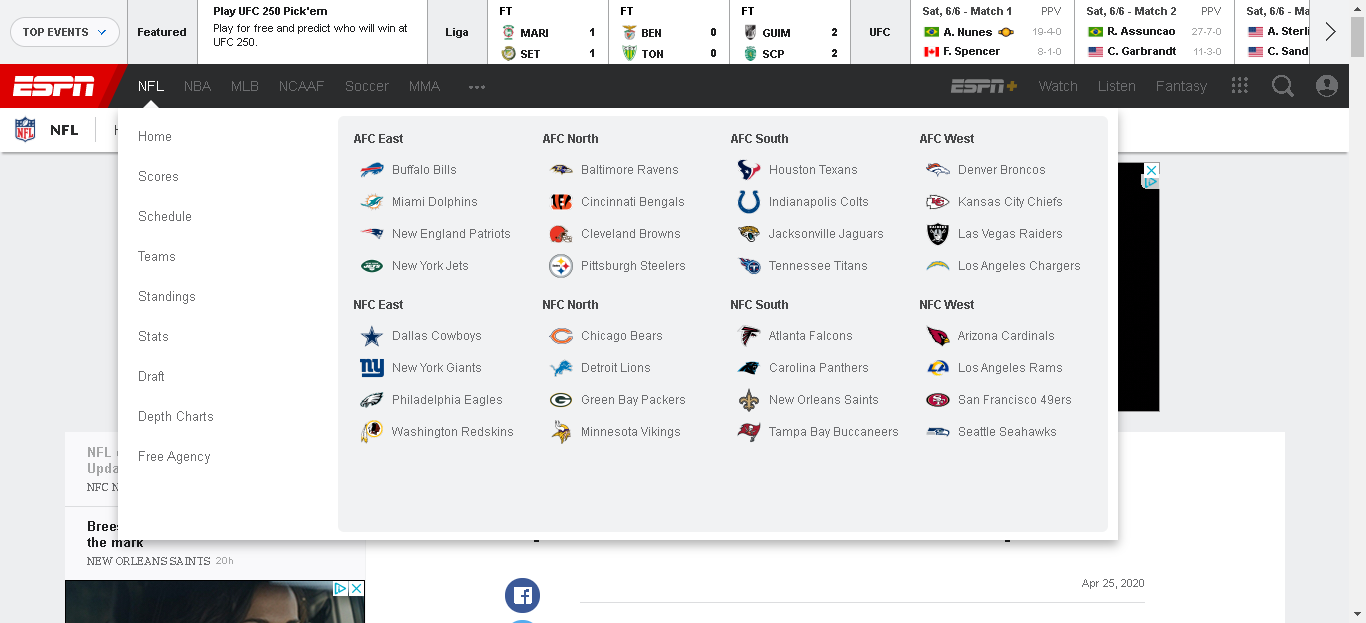 TOP EVENTS
Featured
Play UFC 250 Pick'em
Play for free and predict who will win at
UFC 250.
Liga
FT
MARI 1
SET 1
FT
BEN 0
TON 0
FT
GUIM 2
SCP 2
UFC
Sat, 6/6 - Match 1 PPV
A. Nunes 19-4-0
F. Spencer 8-1-0
Sat, 6/6 - Match 2 PPV
R. Assuncao 27-7-0
C. Garbrandt 11-3-0
Sat, 6/6 - Ma
A. Sterli
C. Sand
ESPN
NFL NBA MLB NCAAF Soccer MMA
ESPN+ Watch Listen Fantasy
NFL
Home
Scores
Schedule
Teams
Standings
Stats
Draft
Depth Charts
Free Agency
AFC East
Buffalo Bills
Miami Dolphins
New England Patriots
New York Jets
AFC North
Baltimore Ravens
Cincinnati Bengals
Cleveland Browns
Pittsburgh Steelers
AFC South
Houston Texans
Indianapolis Colts
Jacksonville Jaguars
Tennessee Titans
AFC West
Denver Broncos
Kansas City Chiefs
Las Vegas Raiders
Los Angeles Chargers
NFC East
Dallas Cowboys
New York Giants
Philadelphia Eagles
Washington Redskins
NFC North
Chicago Bears
Detroit Lions
Green Bay Packers
Minnesota Vikings
NFC South
Atlanta Falcons
Carolina Panthers
New Orleans Saints
Tampa Bay Buccaneers
NFC West
Arizona Cardinals
Los Angeles Rams
San Francisco 49ers
Seattle Seahawks
NFL
Upda
NFC N
Brees
the mark
NEW ORLEANS SAINTS 20h
Apr 25, 2020